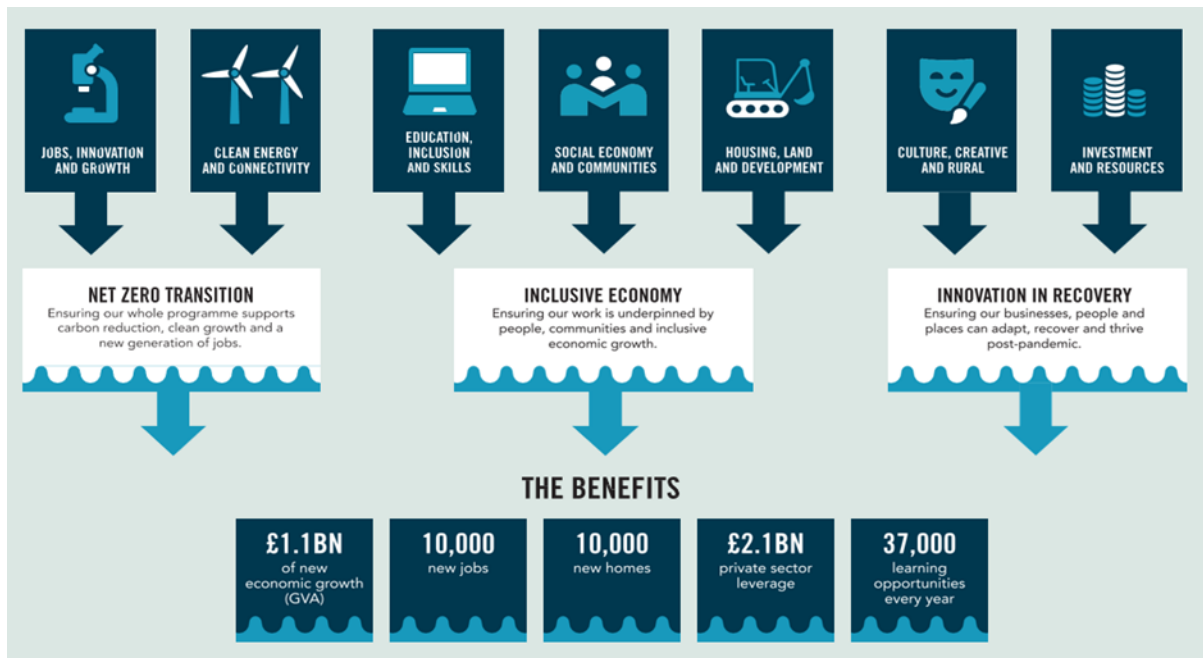 JOBS, INNOVATION
AND GROWTH
CLEAN ENERGY
AND CONNECTIVITY
EDUCATION,
INCLUSION
AND SKILLS
SOCIAL ECONOMY
AND COMMUNITIES
HOUSING, LAND
AND DEVELOPMENT
CULTURE, CREATIVE
AND RURAL
INVESTMENT
AND RESOURCES
NET ZERO TRANSITION
Ensuring our whole programme supports
carbon reduction, clean growth and a
new generation of jobs.
INCLUSIVE ECONOMY
Ensuring our work is underpinned by
people, communities and inclusive
economic growth.
INNOVATION IN RECOVERY
Ensuring our businesses, people and
places can adapt, recover and thrive
post-pandemic.
THE BENEFITS
£1.1BN
of new
economic growth
(GVA)
10,000
new jobs
10,000
new homes
£2.1BN
private sector
leverage
37,000
learning
opportunities
every year